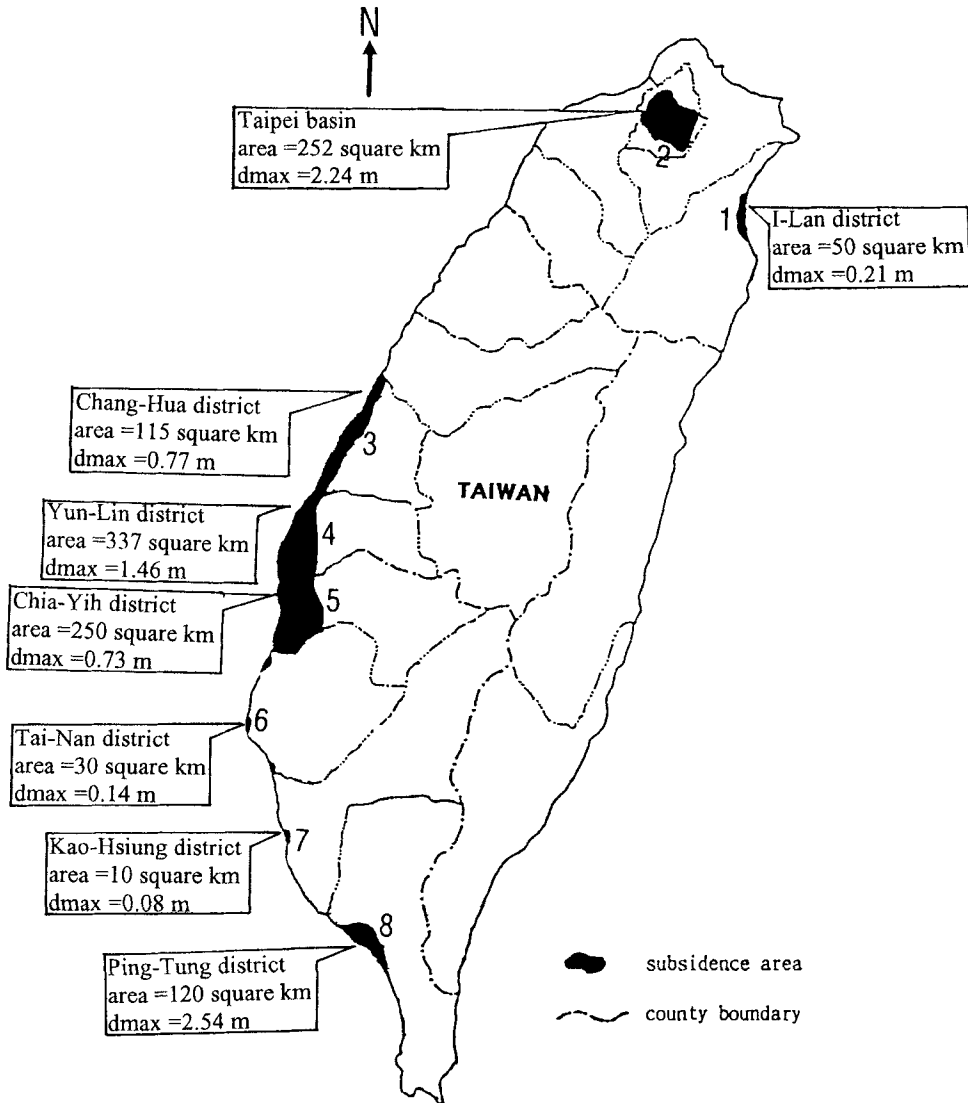 N
Taipei basin
area =252 square km
dmax =2.24 m
2
1
I-Lan district
area =50 square km
dmax =0.21 m
Chang-Hua district
area =115 square km
dmax =0.77 m
3
TAIWAN
Yun-Lin district
area =337 square km
dmax =1.46 m
4
Chia-Yih district
area =250 square km
dmax =0.73 m
5
Tai-Nan district
area =30 square km
dmax =0.14 m
6
Kao-Hsiung district
area =10 square km
dmax =0.08 m
7
Ping-Tung district
area =120 square km
dmax =2.54 m
8
subsidence area
county boundary